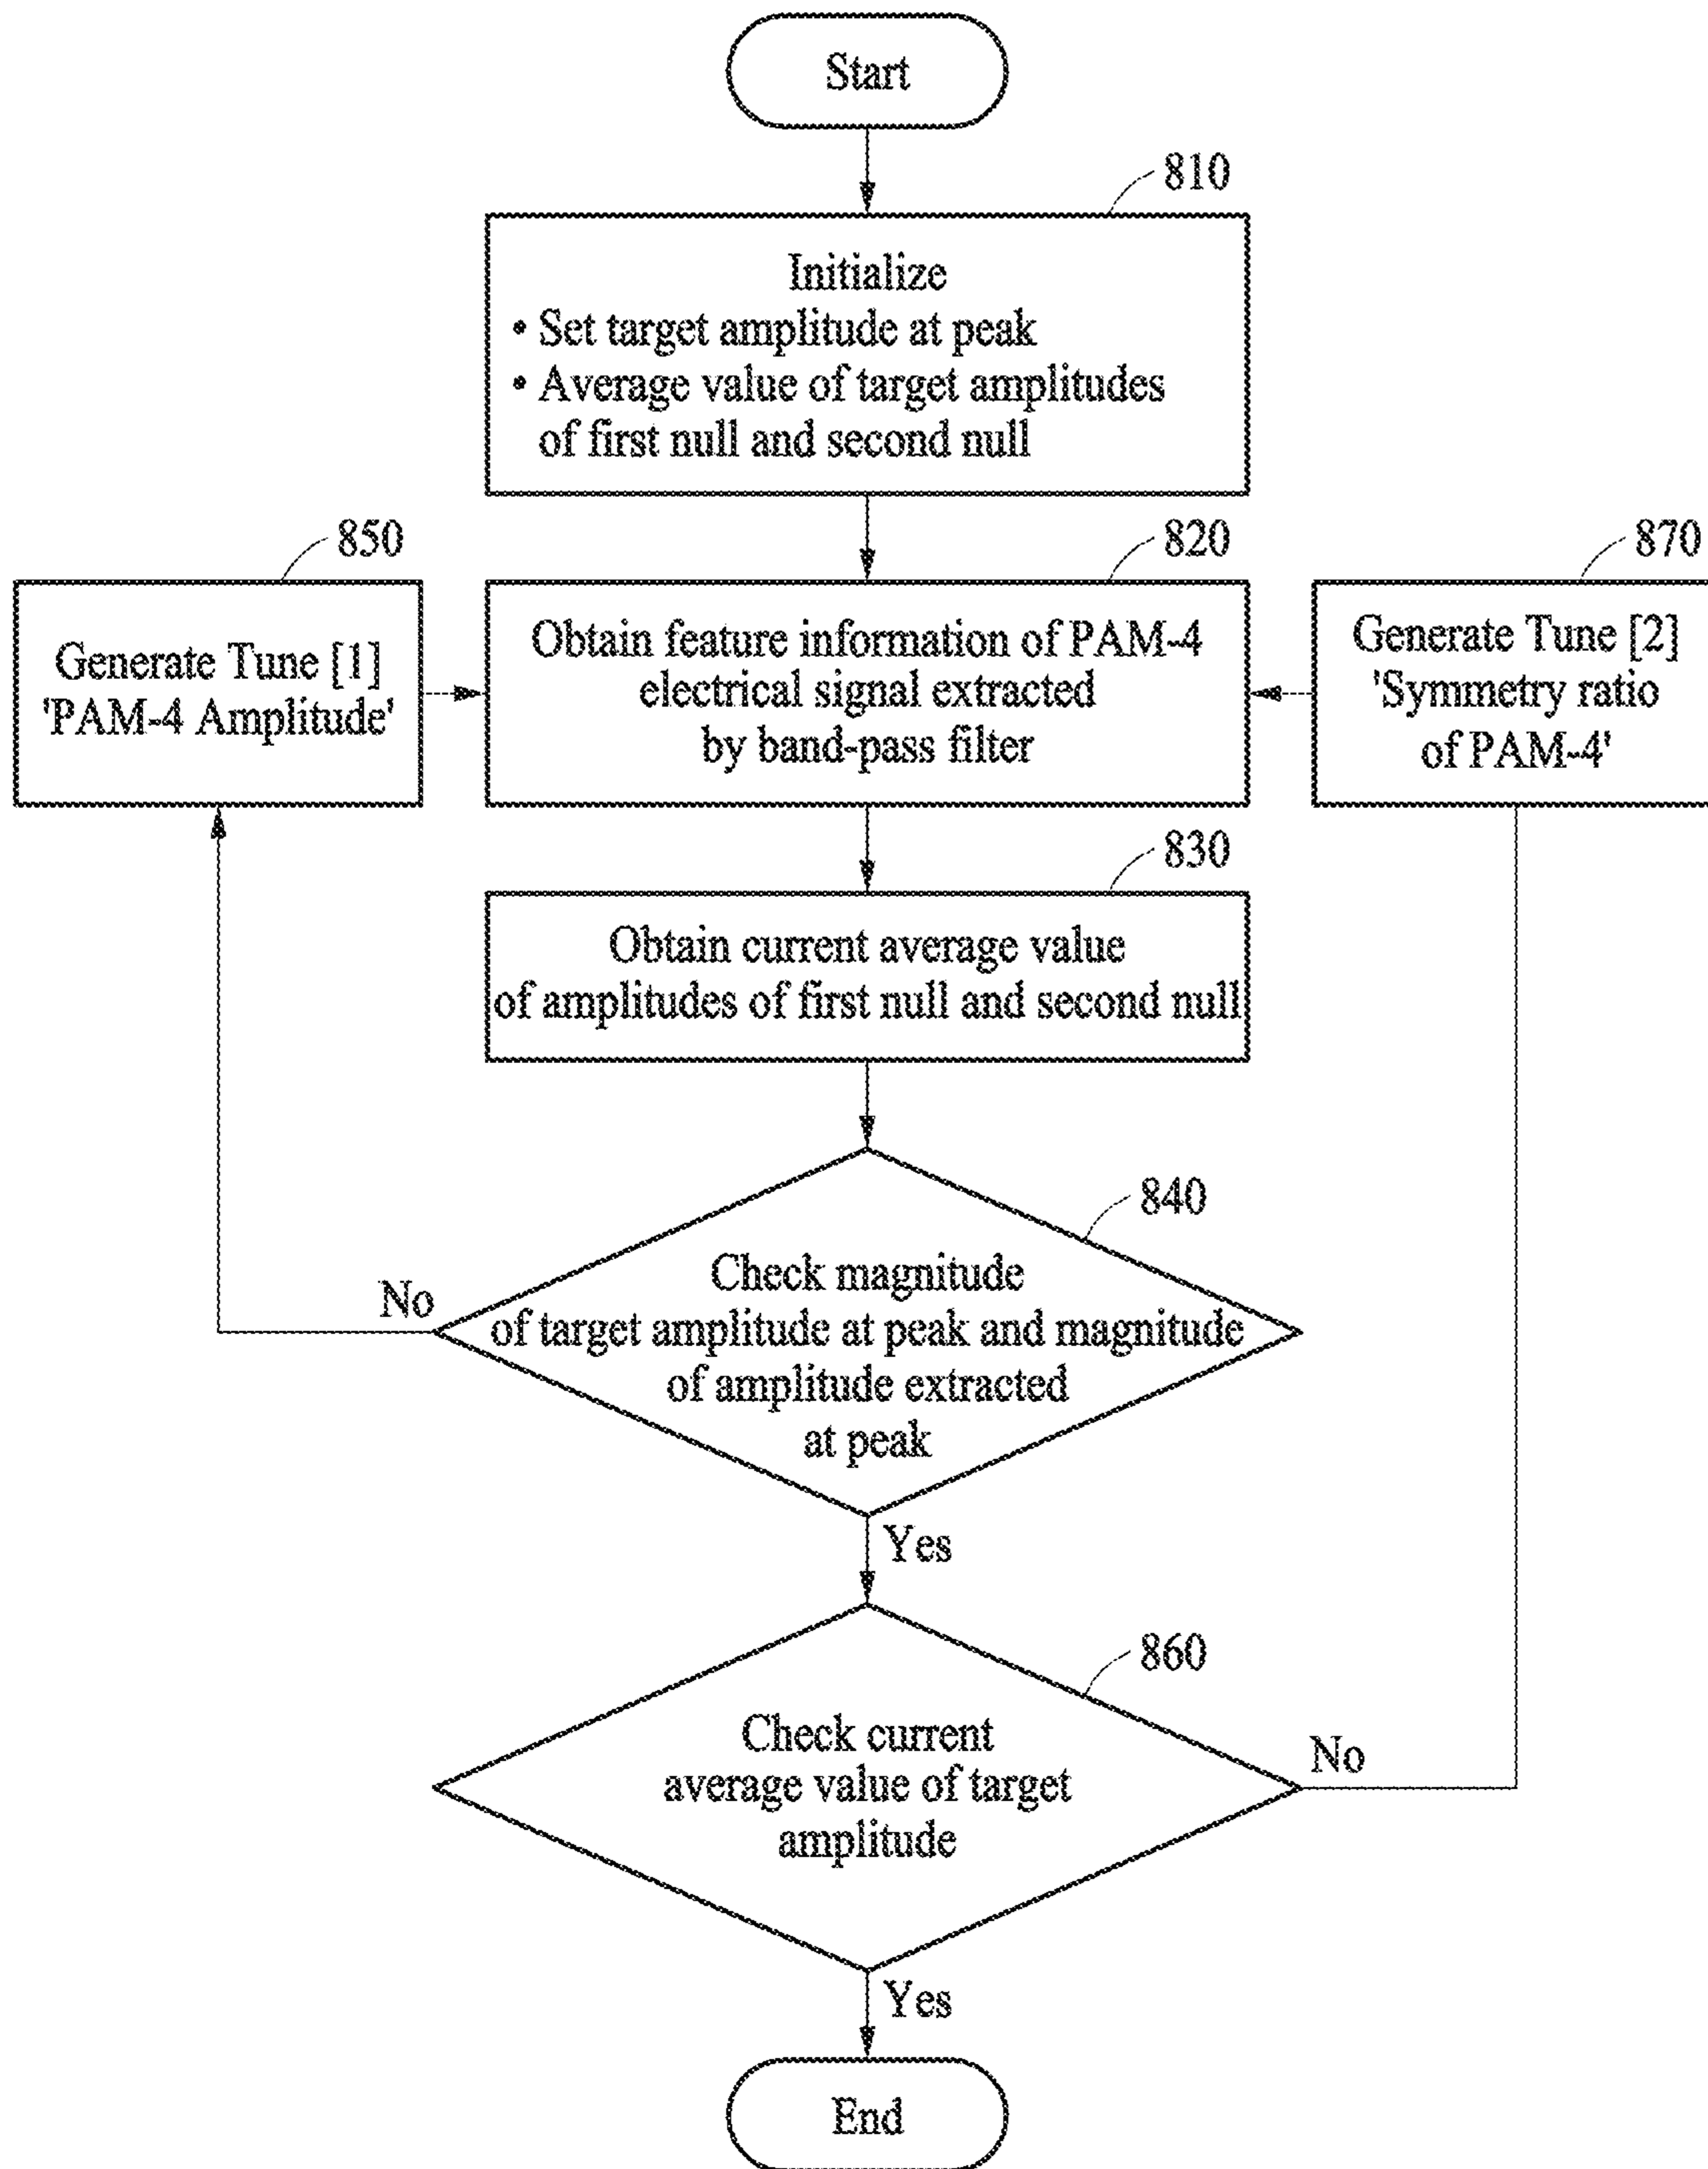 Start
810
Initialize
• Set target amplitude at peak
• Average value of target amplitudes
of first null and second null
850
820
870
Generate Tune [1]
'PAM-4 Amplitude'
Obtain feature information of PAM-4
electrical signal extracted
by band-pass filter
Generate Tune [2]
'Symmetry ratio
of PAM-4'
830
Obtain current average value
of amplitudes of first null and second null
840
Check magnitude
of target amplitude at peak and magnitude
of amplitude extracted
at peak
No
Yes
860
Check current
average value of target
amplitude
No
Yes
End